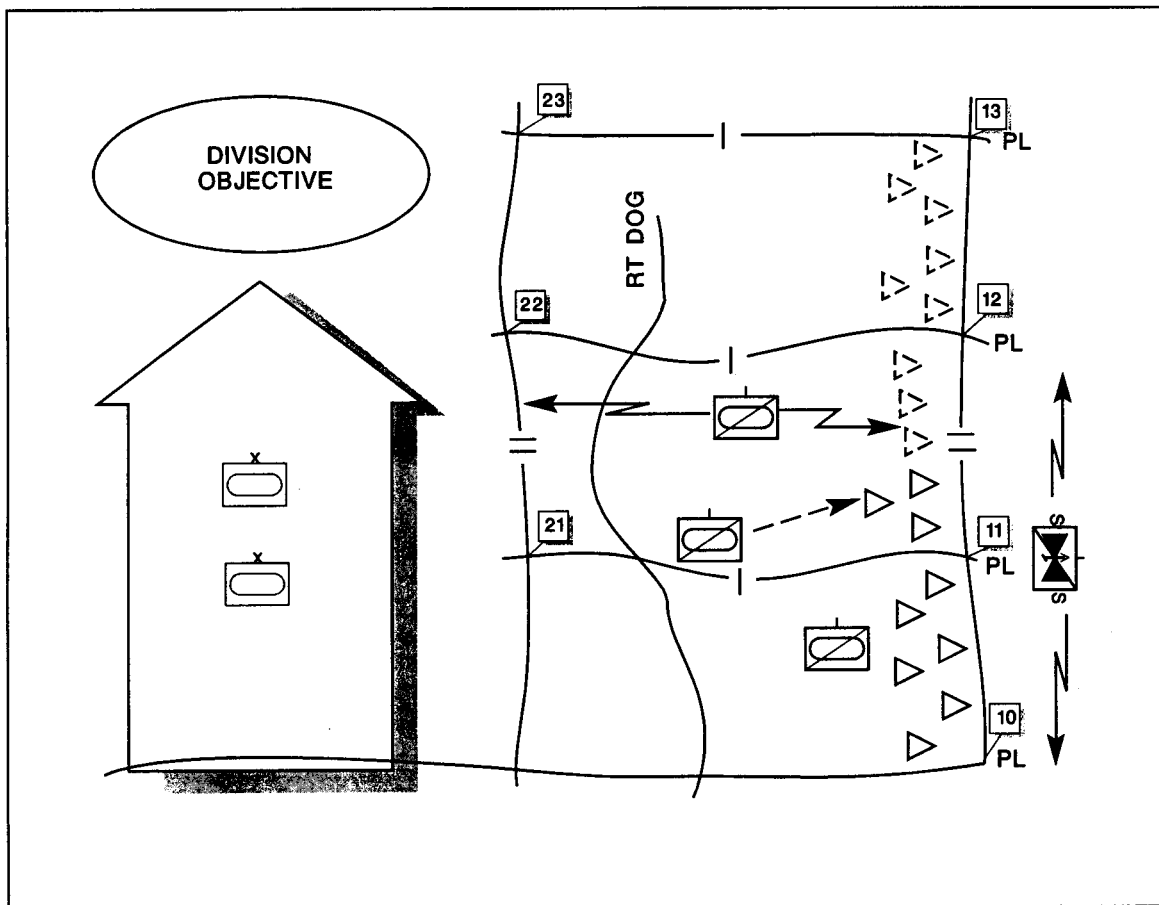 23
13
PL
DIVISION
OBJECTIVE
RT DOG
22
12
PL
X
21
11
PL
S
S
X
10
PL